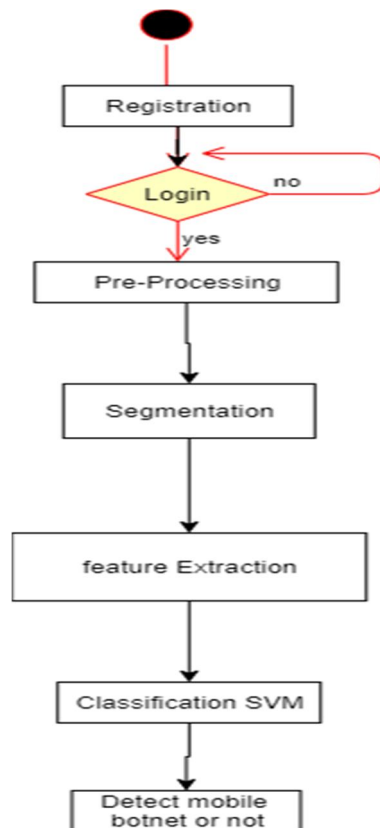 Registration
Login
no
yes
Pre-Processing
Segmentation
feature Extraction
Classification SVM
Detect mobile
botnet or not